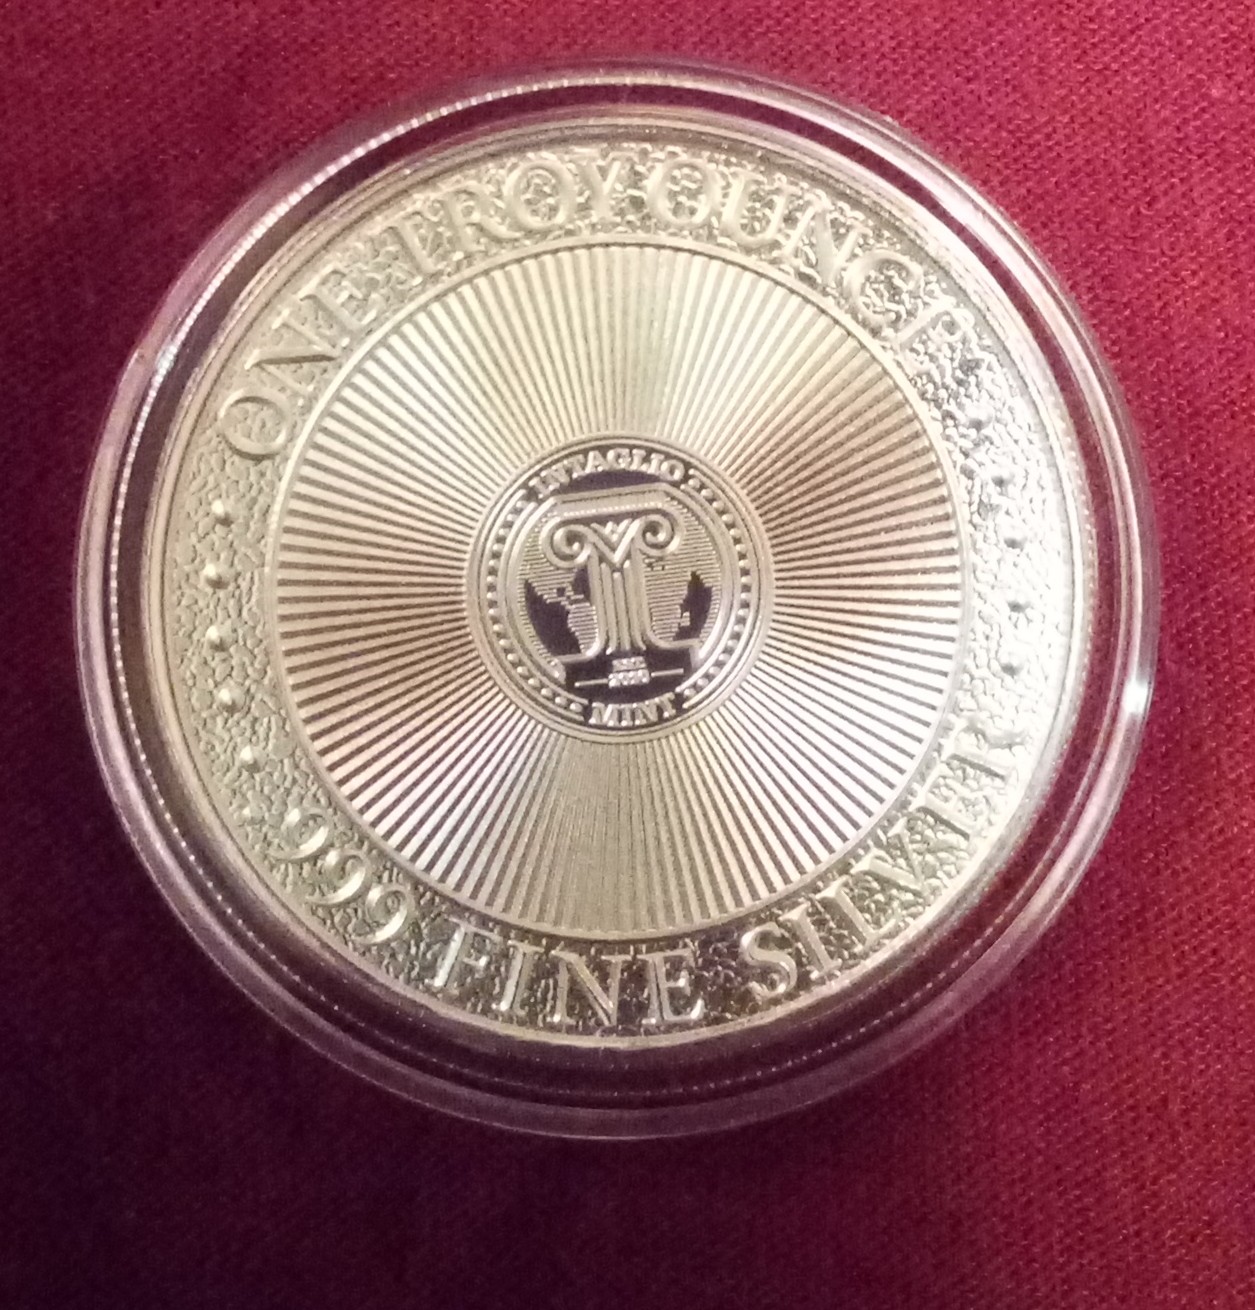 ONE TROY OUNCE
INTAGLIO
MINT
999 FINE SILVER